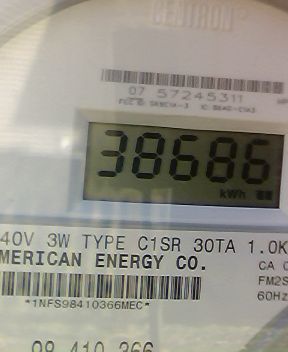 CENTRON
07 57245311
38686
kWh
40V 3W TYPE C1SR 30TA 1.0K
MERICAN ENERGY CO.
CA 0
FM2S
60Hz
*1NFS98410366MEC*
98 410 366